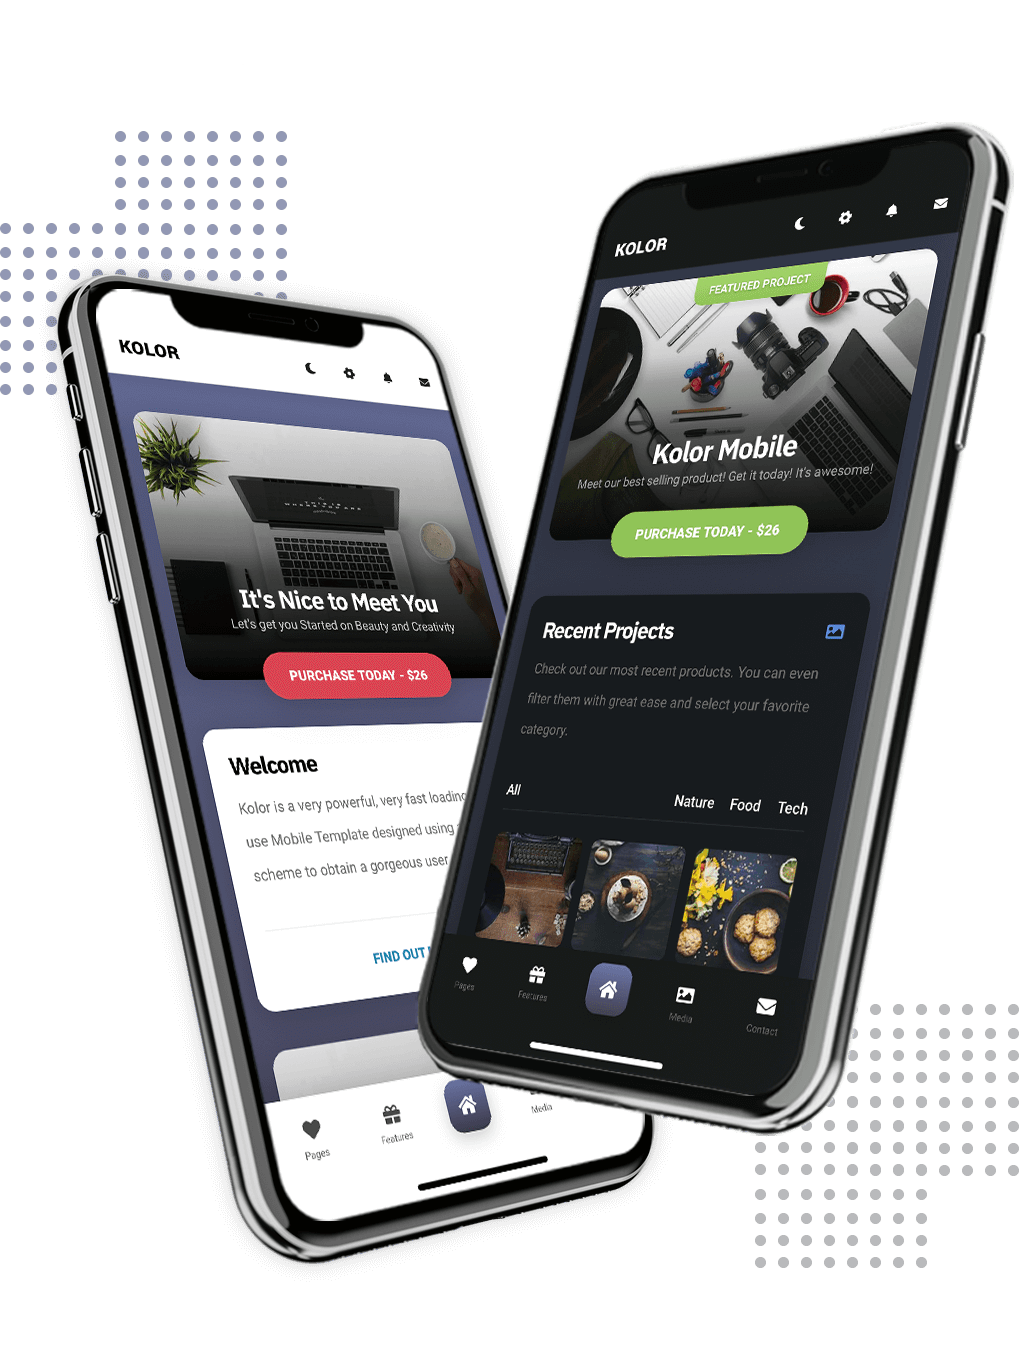 KOLOR
It's Nice to Meet You
Let's get you Started on Beauty and Creativity
PURCHASE TODAY - $26
Welcome
Kolor is a very powerful, very fast loading
use Mobile Template designed using
scheme to obtain a gorgeous user
FIND OUT
Pages
Features
Media
KOLOR
FEATURED PROJECT
Kolor Mobile
Meet our best selling product! Get it today! It's awesome!
PURCHASE TODAY - $26
Recent Projects
Check out our most recent products. You can even
filter them with great ease and select your favorite
category.
All Nature Food Tech
Pages Features Media Contact